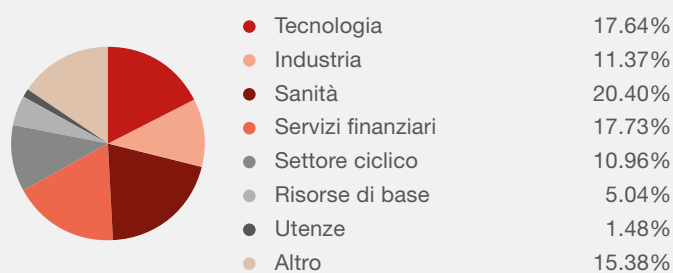 Tecnologia 17.64%
Industria 11.37%
Sanità 20.40%
Servizi finanziari 17.73%
Settore ciclico 10.96%
Risorse di base 5.04%
Utenze 1.48%
Altro 15.38%